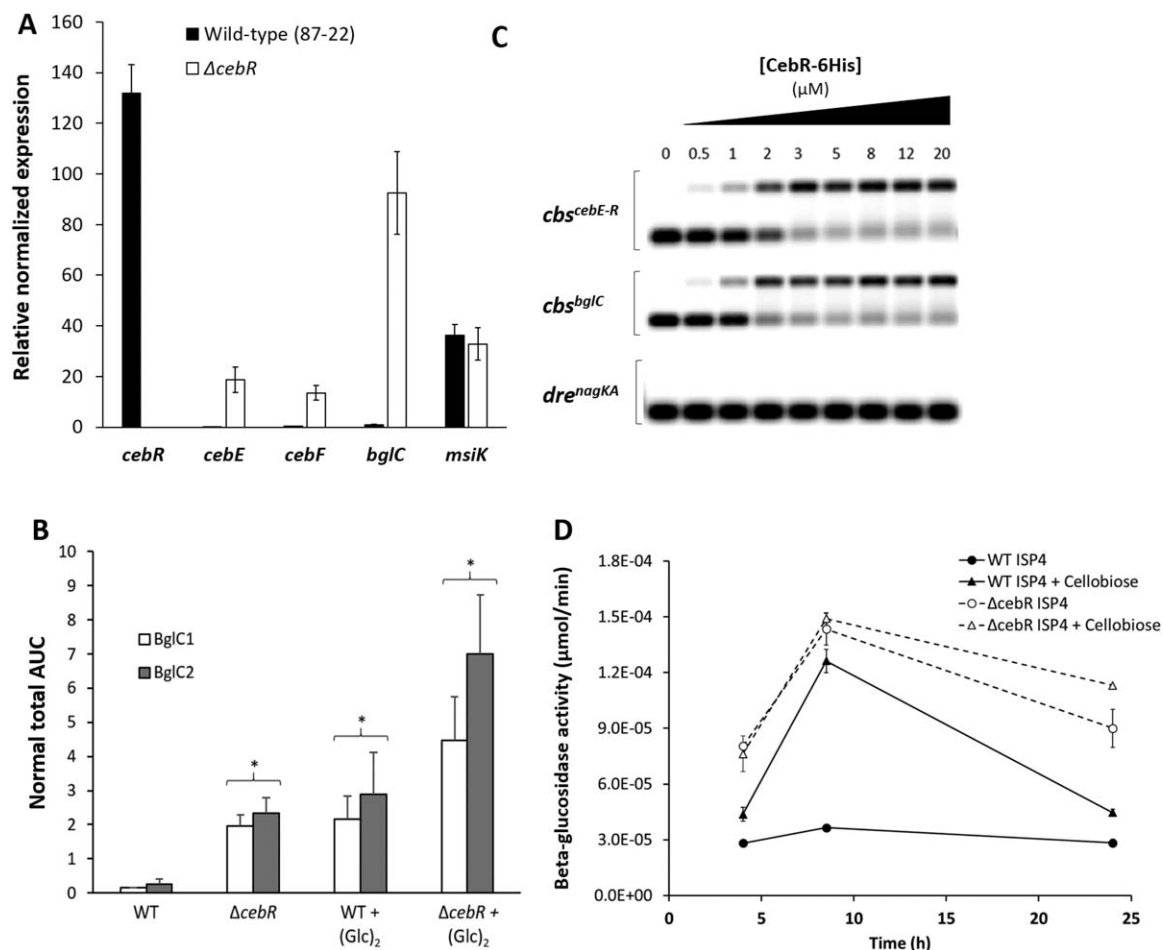 A
Wild-type (87-22)
ΔcebR
Relative normalized expression
160
140
120
100
80
60
40
20
0
cebR cebE cebF bglC msiK
C
[CebR-6His]
(µM)
0 0.5 1 2 3 5 8 12 20
cbs^cebE-R
cbs^bglC
dre^nagKA
B
BglC1
BglC2
Normal total AUC
10
9
8
7
6
5
4
3
2
1
0
* * *
WT ΔcebR WT + ΔcebR +
(Glc)₂ (Glc)₂
D
WT ISP4
WT ISP4 + Cellobiose
ΔcebR ISP4
ΔcebR ISP4 + Cellobiose
Beta-glucosidase activity (µmol/min)
1.8E-04
1.5E-04
1.2E-04
9.0E-05
6.0E-05
3.0E-05
0.0E+00
0 5 10 15 20 25
Time (h)